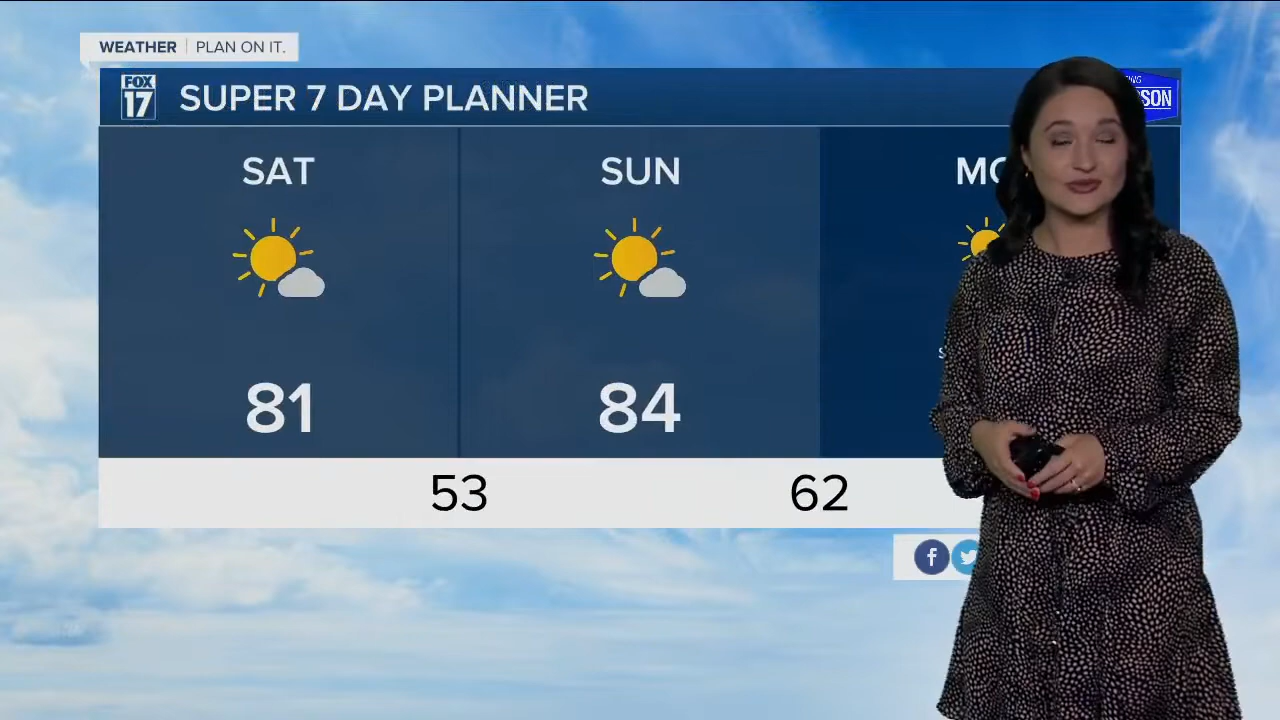 WEATHER | PLAN ON IT.
FOX
17
SUPER 7 DAY PLANNER
SAT
SUN
81
84
53
62
f